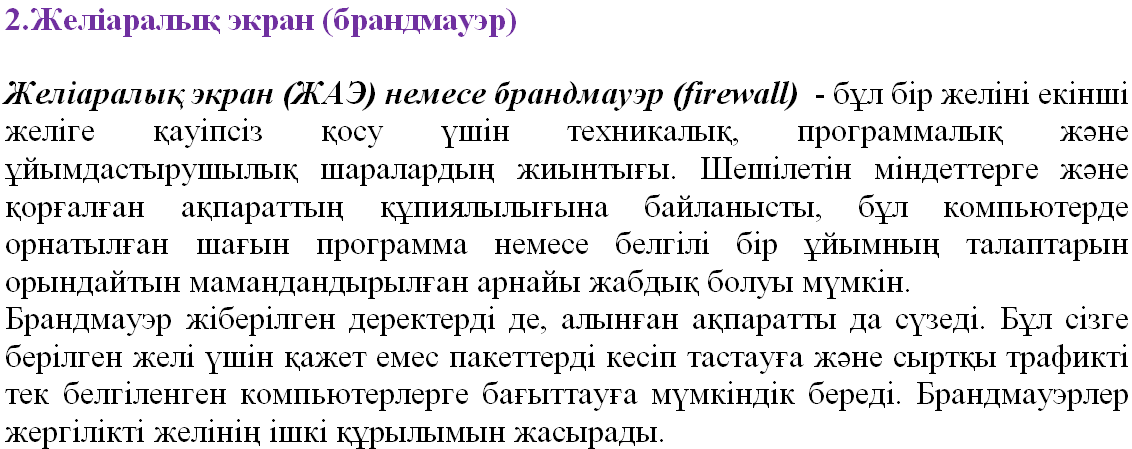 2.Желіаралық экран (брандмауэр)
Желіаралық экран (ЖАЭ) немесе брандмауэр (firewall) - бұл бір желіні екінші
желіге қауіпсіз қосу үшін техникалық, программалық және
ұйымдастырушылық шаралардың жиынтығы. Шешілетін міндеттерге және
қорғалған ақпараттың құпиялылығына байланысты, бұл компьютерде
орнатылған шағын программа немесе белгілі бір ұйымның талаптарын
орындайтын мамандандырылған арнайы жабдық болуы мүмкін.
Брандмауэр жіберілген деректерді де, алынған ақпаратты да сүзеді. Бұл сізге
берілген желі үшін қажет емес пакеттерді кесіп тастауға және сыртқы трафикті
тек белгіленген компьютерлерге бағыттауға мүмкіндік береді. Брандмауэрлер
жергілікті желінің ішкі құрылымын жасырады.